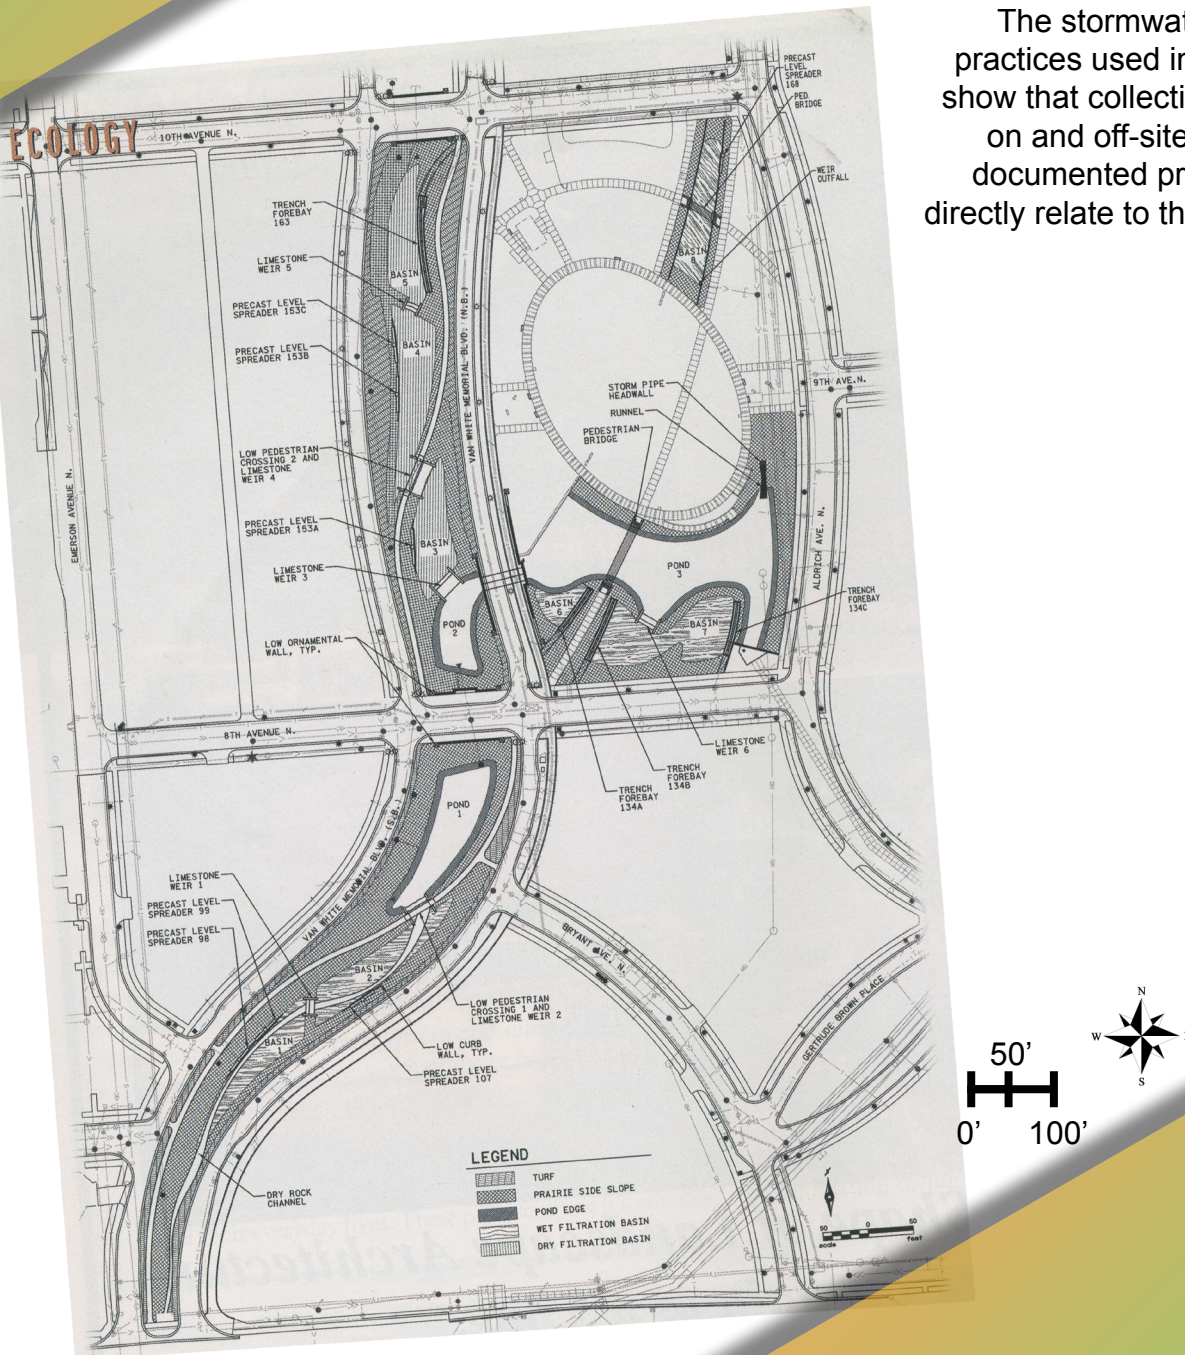 The stormwat
practices used in
show that collecti
on and off-site
documented pr
directly relate to th
ECOLOGY
10TH AVENUE N.
PRECAST
LEVEL
SPREADER
168
PED.
BRIDGE
WEIR
OUTFALL
TRENCH
FOREBAY
163
LIMESTONE
WEIR 5
PRECAST LEVEL
SPREADER 153C
PRECAST LEVEL
SPREADER 153B
BASIN
5
BASIN
4
BASIN
8
VAN WHITE MEMORIAL BLVD. (N.B.)
STORM PIPE
HEADWALL
RUNNEL
PEDESTRIAN
BRIDGE
9TH AVE.N.
LOW PEDESTRIAN
CROSSING 2 AND
LIMESTONE
WEIR 4
PRECAST LEVEL
SPREADER 153A
LIMESTONE
WEIR 3
BASIN
3
EMERSON AVENUE N.
ALDRICH AVE. N.
POND
3
POND
2
BASIN
6
BASIN
7
TRENCH
FOREBAY
134C
LOW ORNAMENTAL
WALL, TYP.
8TH AVENUE N.
LIMESTONE
WEIR 6
TRENCH
FOREBAY
134B
TRENCH
FOREBAY
134A
POND
1
VAN WHITE MEMORIAL BLVD. (S.B.)
LIMESTONE
WEIR 1
PRECAST LEVEL
SPREADER 99
PRECAST LEVEL
SPREADER 98
BASIN
2
BASIN
1
BRYANT AVE. N.
GERTRUDE BROWN PLACE
LOW PEDESTRIAN
CROSSING 1 AND
LIMESTONE WEIR 2
LOW CURB
WALL, TYP.
PRECAST LEVEL
SPREADER 107
DRY ROCK
CHANNEL
LEGEND
TURF
PRAIRIE SIDE SLOPE
POND EDGE
WET FILTRATION BASIN
DRY FILTRATION BASIN
50 0 50
scale feet
N
W
S
50’
0’ 100’